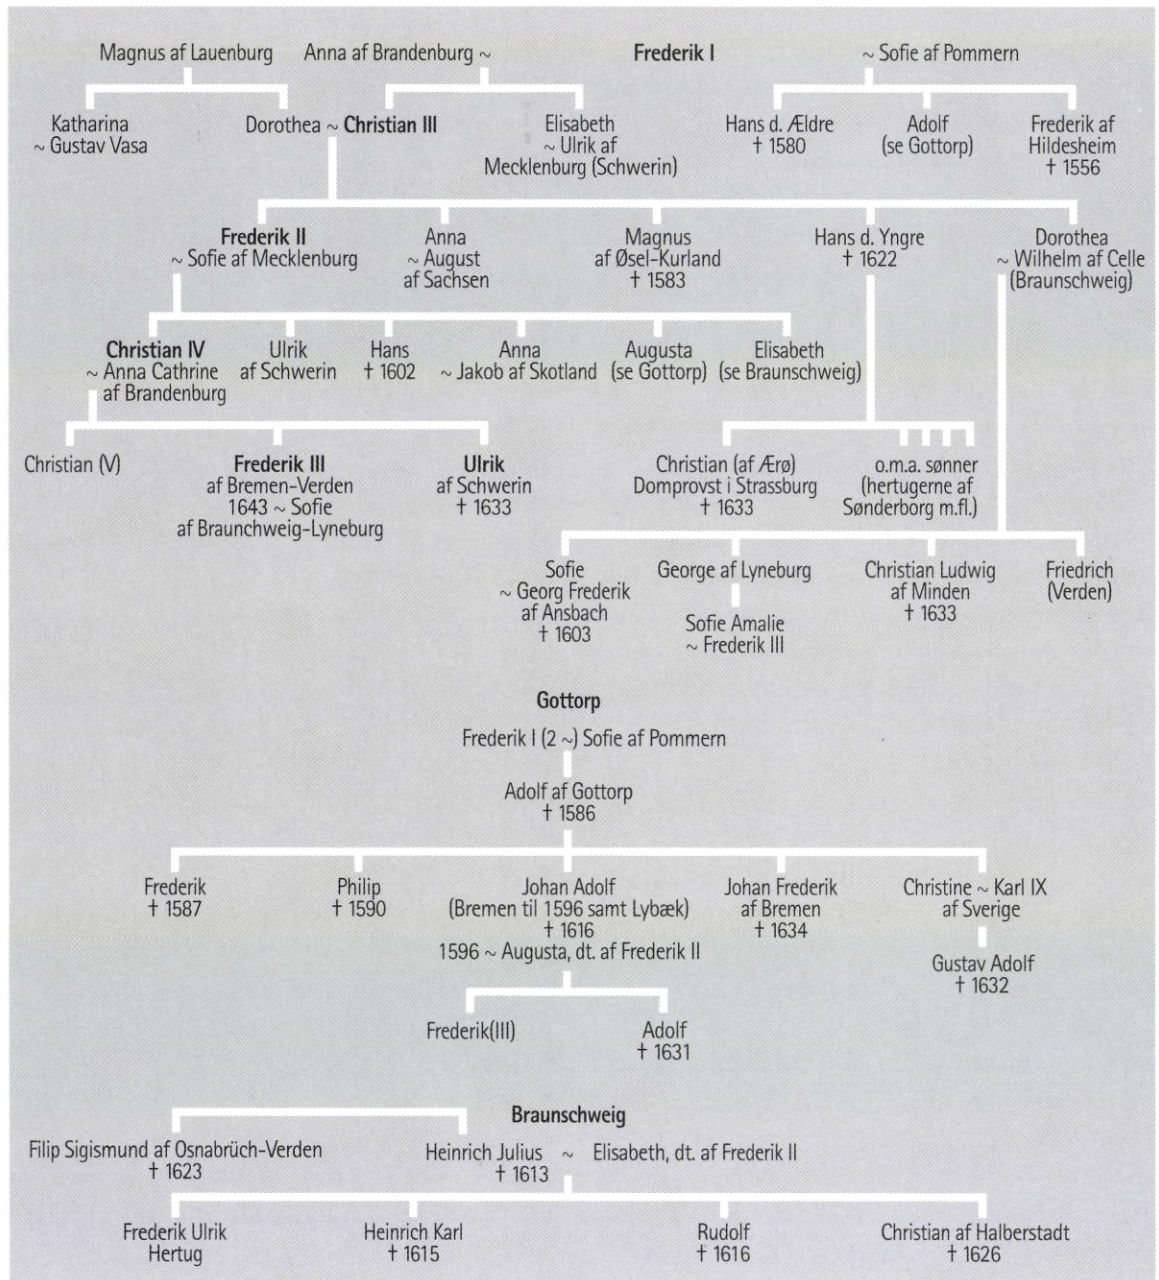 Magnus af Lauenburg
Anna af Brandenburg ~
Frederik I
~ Sofie af Pommern
Katharina
~ Gustav Vasa
Dorothea ~ Christian III
Elisabeth
~ Ulrik af
Mecklenburg (Schwerin)
Hans d. Ældre
† 1580
Adolf
(se Gottorp)
Frederik af
Hildesheim
† 1556
Frederik II
~ Sofie af Mecklenburg
Anna
~ August
af Sachsen
Magnus
af Øsel-Kurland
† 1583
Hans d. Yngre
† 1622
Dorothea
~ Wilhelm af Celle
(Braunschweig)
Christian IV
~ Anna Cathrine
af Brandenburg
Ulrik
af Schwerin
Hans
† 1602
Anna
~ Jakob af Skotland
Augusta
(se Gottorp)
Elisabeth
(se Braunschweig)
Christian (V)
Frederik III
af Bremen-Verden
1643 ~ Sofie
af Braunchweig-Lyneburg
Ulrik
af Schwerin
† 1633
Christian (af Ærø)
Domprovst i Strassburg
† 1633
o.m.a. sønner
(hertugerne af
Sønderborg m.fl.)
Sofie
~ Georg Frederik
af Ansbach
† 1603
George af Lyneburg
Sofie Amalie
~ Frederik III
Christian Ludwig
af Minden
† 1633
Friedrich
(Verden)
Gottorp
Frederik I (2 ~) Sofie af Pommern
Adolf af Gottorp
† 1586
Frederik
† 1587
Philip
† 1590
Johan Adolf
(Bremen til 1596 samt Lybæk)
† 1616
1596 ~ Augusta, dt. af Frederik II
Johan Frederik
af Bremen
† 1634
Christine ~ Karl IX
af Sverige
Gustav Adolf
† 1632
Frederik(III)
Adolf
† 1631
Braunschweig
Filip Sigismund af Osnabrüch-Verden
† 1623
Heinrich Julius ~ Elisabeth, dt. af Frederik II
† 1613
Frederik Ulrik
Hertug
Heinrich Karl
† 1615
Rudolf
† 1616
Christian af Halberstadt
† 1626